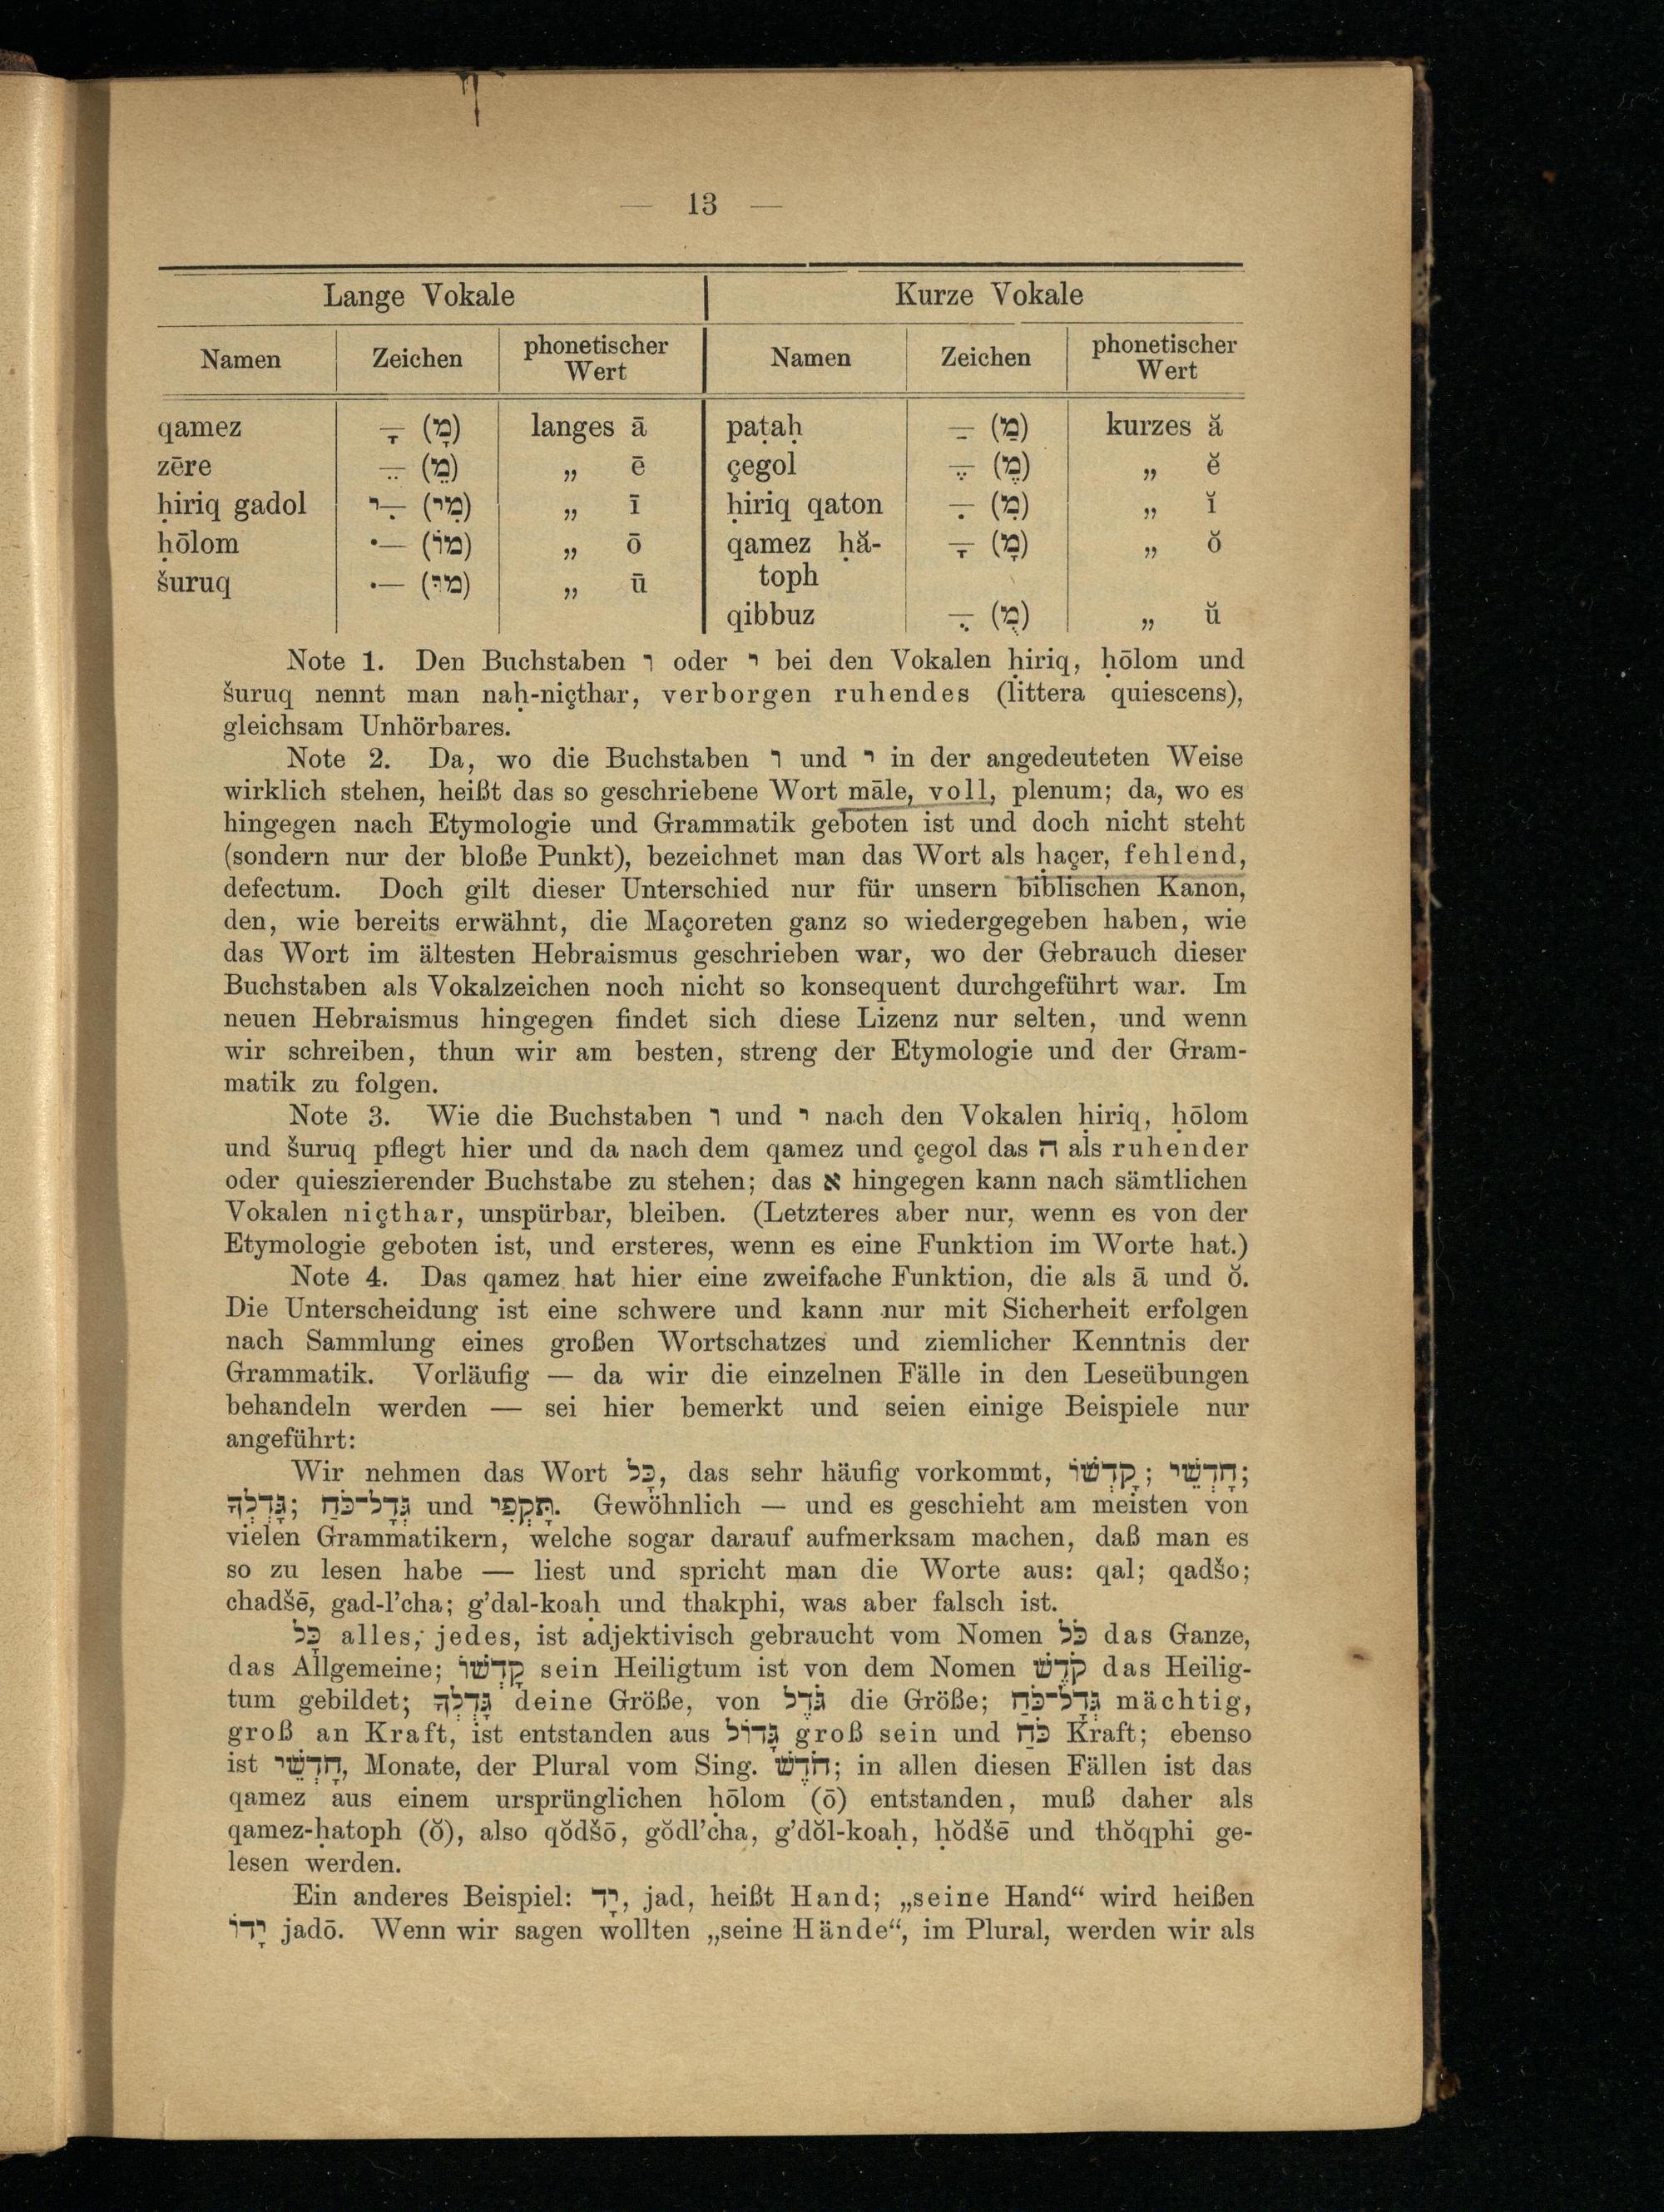 — 13 —
Lange Vokale Kurze Vokale
Namen Zeichen phonetischer Wert Namen Zeichen phonetischer Wert
qamez ָ— (מָ) langes ā paṭaḥ ַ— (מַ) kurzes ă
zēre ֵ— (מֵ) „ ē çegol ֶ— (מֶ) „ ĕ
ḥiriq gadol ִ—י (מִי) „ ī ḥiriq qaton ִ— (מִ) „ ĭ
ḥōlom •— (מוֹ) „ ō qamez ḥă- ָ— (מָ) „ ŏ
toph
šuruq •— (מוּ) „ ū
qibbuz ֻ— (מֻ) „ ŭ
Note 1. Den Buchstaben ו oder י bei den Vokalen ḥiriq, ḥōlom und
šuruq nennt man naḥ-niçthar, verborgen ruhendes (littera quiescens),
gleichsam Unhörbares.
Note 2. Da, wo die Buchstaben ו und י in der angedeuteten Weise
wirklich stehen, heißt das so geschriebene Wort māle, voll, plenum; da, wo es
hingegen nach Etymologie und Grammatik geboten ist und doch nicht steht
(sondern nur der bloße Punkt), bezeichnet man das Wort als ḥaçer, fehlend,
defectum. Doch gilt dieser Unterschied nur für unsern biblischen Kanon,
den, wie bereits erwähnt, die Maçoreten ganz so wiedergegeben haben, wie
das Wort im ältesten Hebraismus geschrieben war, wo der Gebrauch dieser
Buchstaben als Vokalzeichen noch nicht so konsequent durchgeführt war. Im
neuen Hebraismus hingegen findet sich diese Lizenz nur selten, und wenn
wir schreiben, thun wir am besten, streng der Etymologie und der Gram-
matik zu folgen.
Note 3. Wie die Buchstaben ו und י nach den Vokalen ḥiriq, ḥōlom
und šuruq pflegt hier und da nach dem qamez und çegol das ה als ruhender
oder quieszierender Buchstabe zu stehen; das א hingegen kann nach sämtlichen
Vokalen niçthar, unspürbar, bleiben. (Letzteres aber nur, wenn es von der
Etymologie geboten ist, und ersteres, wenn es eine Funktion im Worte hat.)
Note 4. Das qamez hat hier eine zweifache Funktion, die als ā und ŏ.
Die Unterscheidung ist eine schwere und kann nur mit Sicherheit erfolgen
nach Sammlung eines großen Wortschatzes und ziemlicher Kenntnis der
Grammatik. Vorläufig — da wir die einzelnen Fälle in den Leseübungen
behandeln werden — sei hier bemerkt und seien einige Beispiele nur
angeführt:
Wir nehmen das Wort כָּל, das sehr häufig vorkommt, קָדְשׁוֹ; חָדְשֵׁי;
גָּדְלְךָ; גְּדָל־כֹּחַ und תָּקְפִּי. Gewöhnlich — und es geschieht am meisten von
vielen Grammatikern, welche sogar darauf aufmerksam machen, daß man es
so zu lesen habe — liest und spricht man die Worte aus: qal; qadšo;
chadšē, gad-l'cha; g'dal-koaḥ und thakphi, was aber falsch ist.
כָּל alles, jedes, ist adjektivisch gebraucht vom Nomen כֹּל das Ganze,
das Allgemeine; קָדְשׁוֹ sein Heiligtum ist von dem Nomen קֹדֶשׁ das Heilig-
tum gebildet; גָּדְלְךָ deine Größe, von גֹּדֶל die Größe; גְּדָל־כֹּחַ mächtig,
groß an Kraft, ist entstanden aus גָּדוֹל groß sein und כֹּחַ Kraft; ebenso
ist חָדְשֵׁי, Monate, der Plural vom Sing. חֹדֶשׁ; in allen diesen Fällen ist das
qamez aus einem ursprünglichen ḥōlom (ō) entstanden, muß daher als
qamez-ḥatoph (ŏ), also qŏdšō, gŏdl'cha, g'dŏl-koaḥ, ḥŏdšē und thŏqphi ge-
lesen werden.
Ein anderes Beispiel: יָד, jad, heißt Hand; „seine Hand“ wird heißen
יָדוֹ jadō. Wenn wir sagen wollten „seine Hände“, im Plural, werden wir als